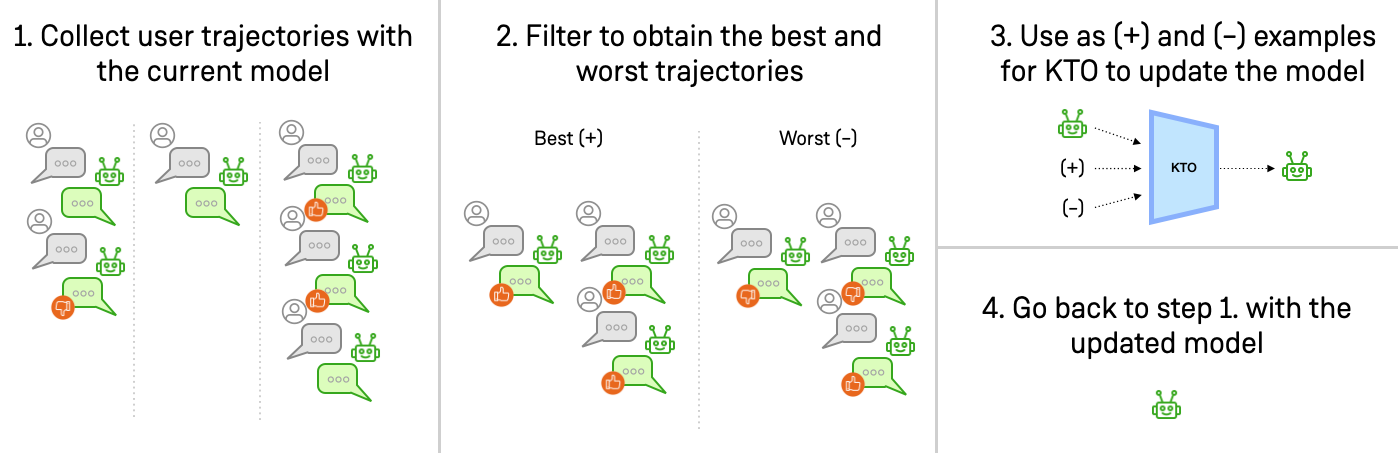 1. Collect user trajectories with
the current model
2. Filter to obtain the best and
worst trajectories
Best (+)
Worst (−)
3. Use as (+) and (−) examples
for KTO to update the model
(+)
(−)
KTO
4. Go back to step 1. with the
updated model